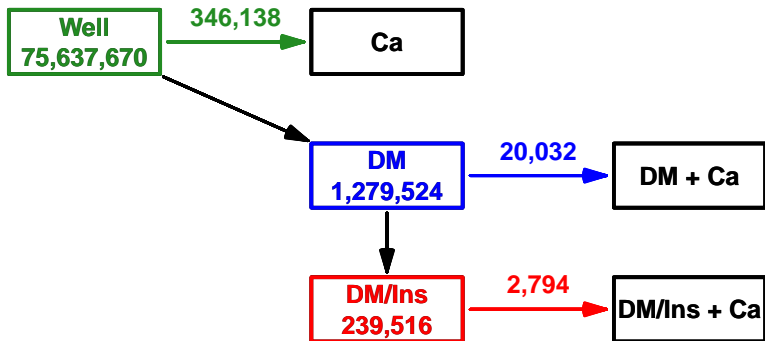 Well
75,637,670
346,138
Ca
DM
1,279,524
20,032
DM + Ca
DM/Ins
239,516
2,794
DM/Ins + Ca